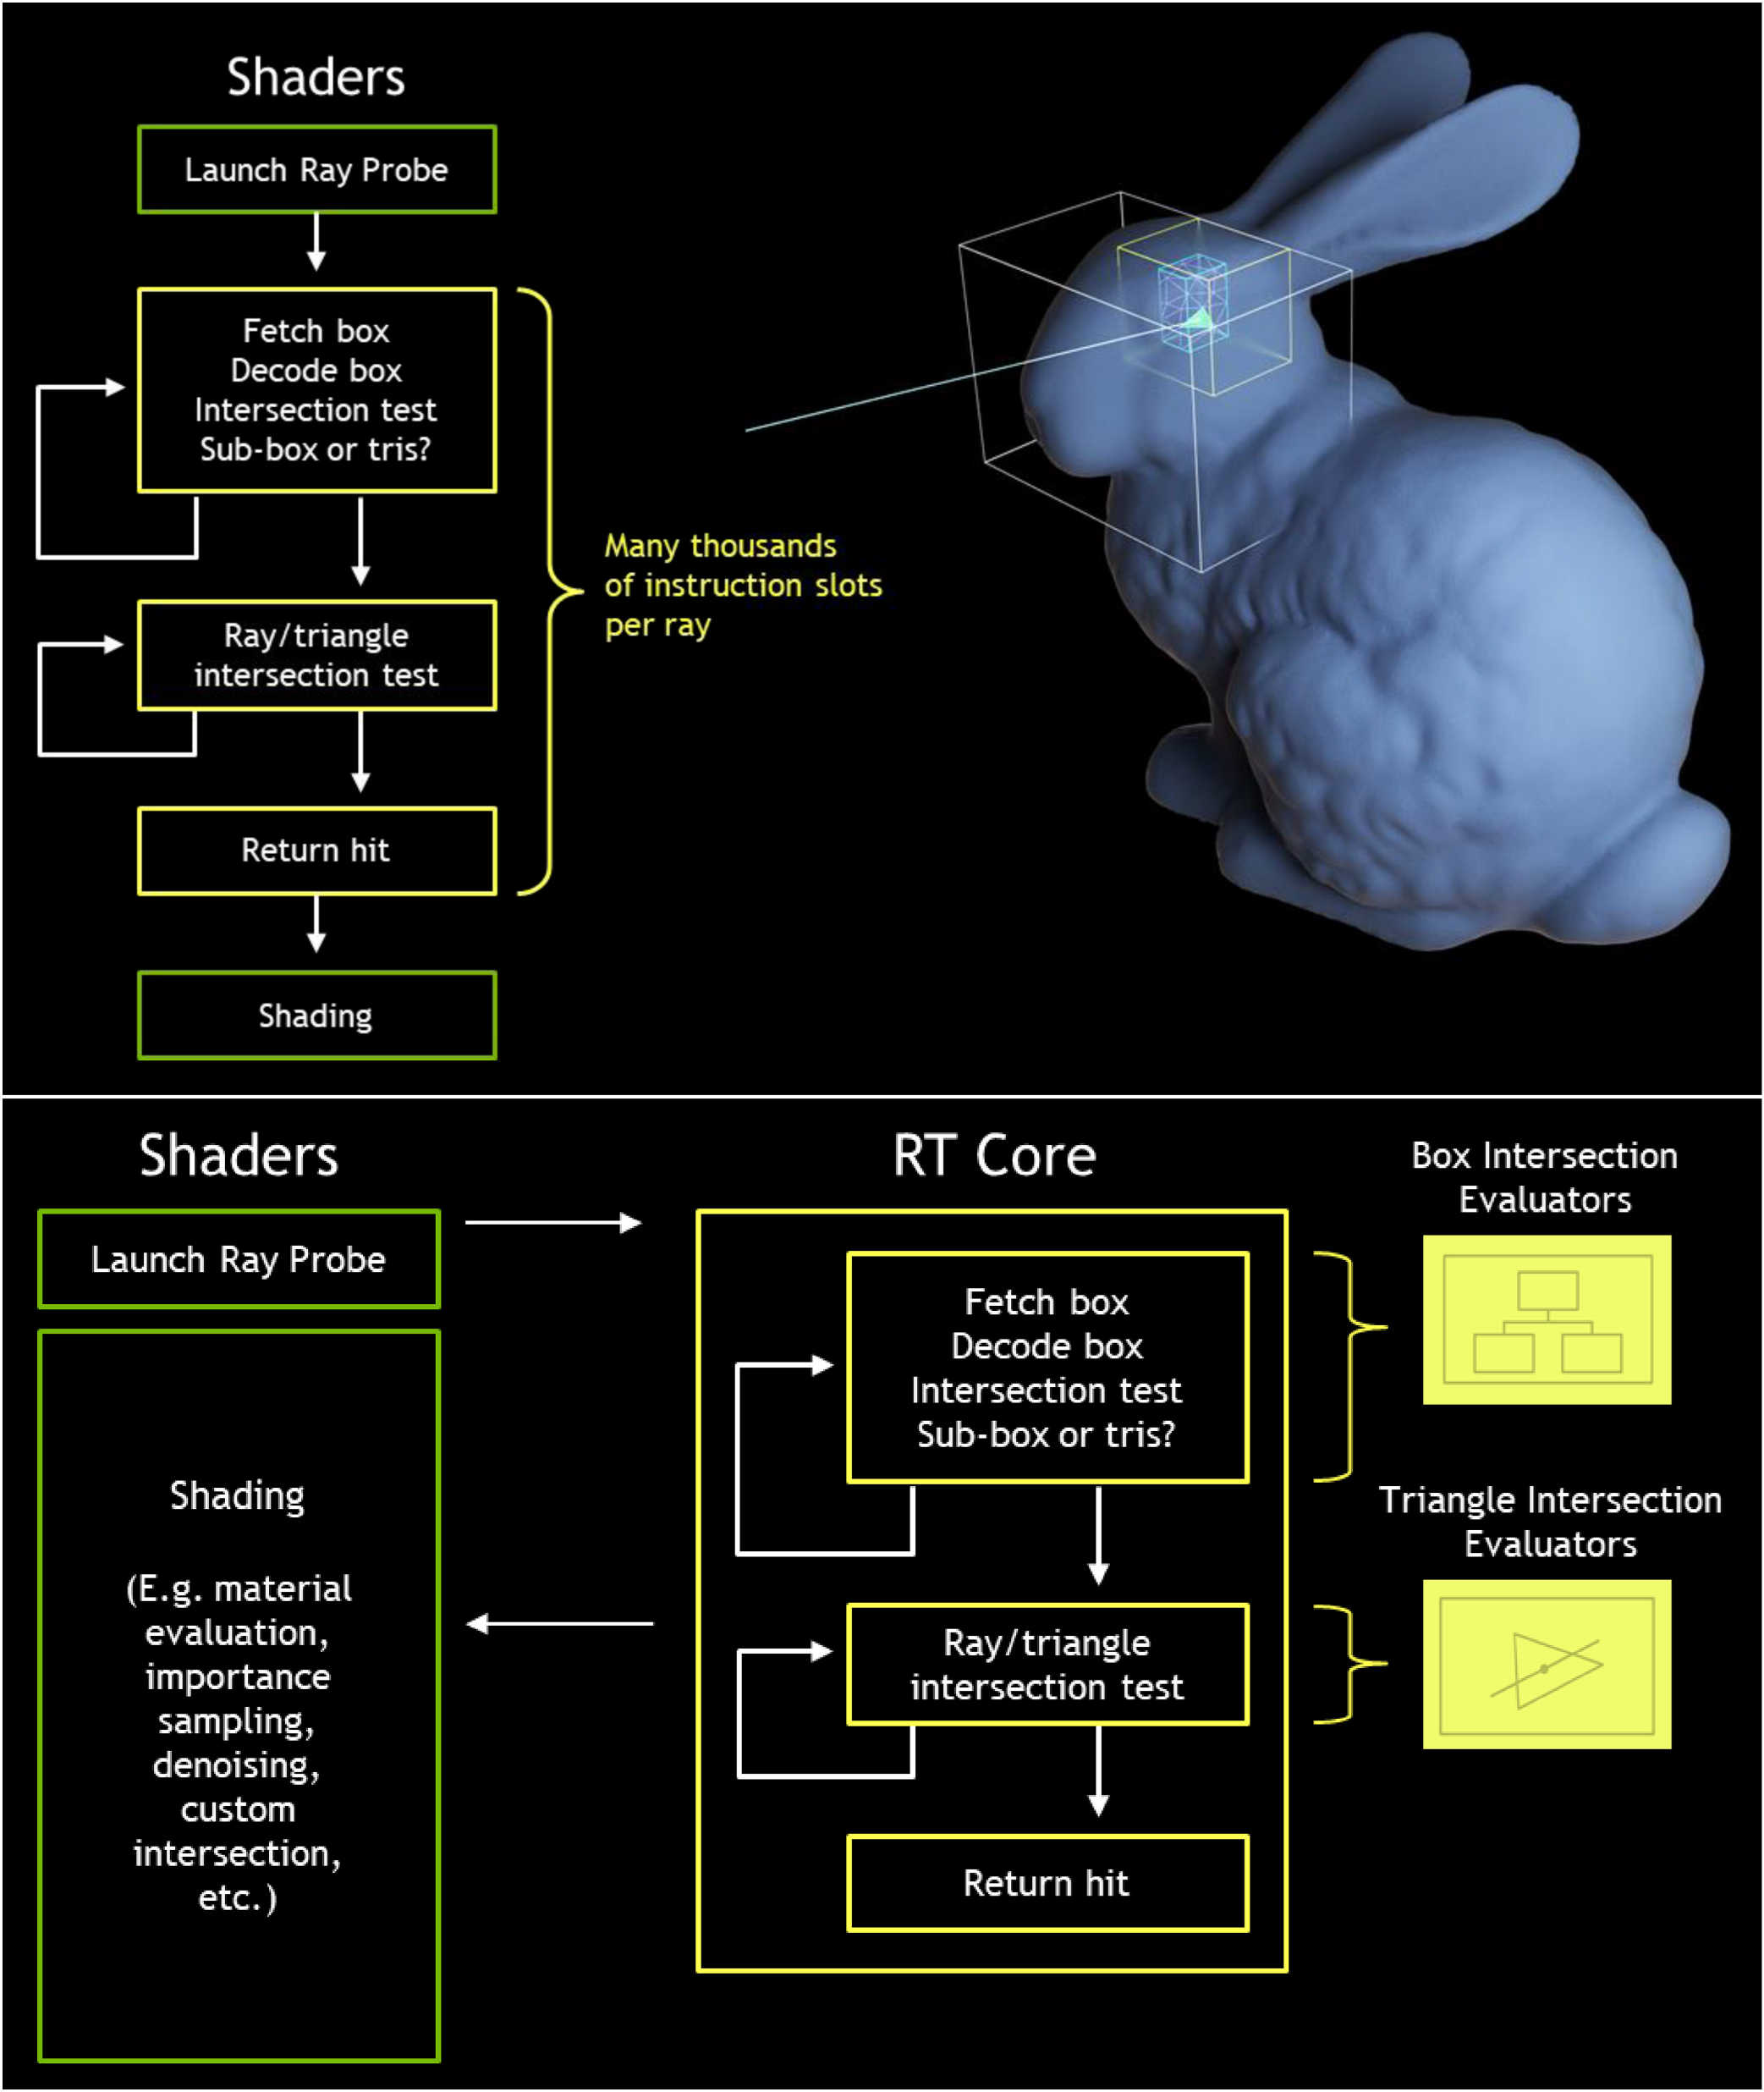 Shaders
Launch Ray Probe
Fetch box
Decode box
Intersection test
Sub-box or tris?
Many thousands
of instruction slots
per ray
Ray/triangle
intersection test
Return hit
Shading
Shaders
Launch Ray Probe
Shading
(E.g. material
evaluation,
importance
sampling,
denoising,
custom
intersection,
etc.)
RT Core
Fetch box
Decode box
Intersection test
Sub-box or tris?
Ray/triangle
intersection test
Return hit
Box Intersection
Evaluators
Triangle Intersection
Evaluators